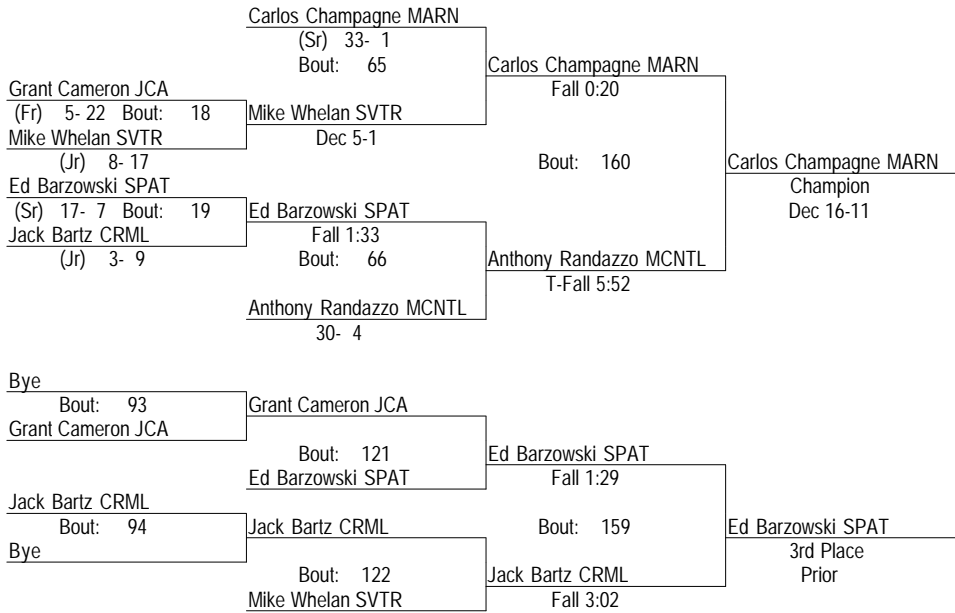 Carlos Champagne MARN
(Sr) 33- 1
Bout: 65
Carlos Champagne MARN
Fall 0:20
Grant Cameron JCA
(Fr) 5- 22 Bout: 18
Mike Whelan SVTR
Dec 5-1
Mike Whelan SVTR
(Jr) 8- 17
Bout: 160
Carlos Champagne MARN
Champion
Dec 16-11
Ed Barzowski SPAT
(Sr) 17- 7 Bout: 19
Ed Barzowski SPAT
Fall 1:33
Jack Bartz CRML
(Jr) 3- 9
Bout: 66
Anthony Randazzo MCNTL
T-Fall 5:52
Anthony Randazzo MCNTL
30- 4
Bye
Bout: 93
Grant Cameron JCA
Grant Cameron JCA
Bout: 121
Ed Barzowski SPAT
Fall 1:29
Ed Barzowski SPAT
Jack Bartz CRML
Bout: 94
Jack Bartz CRML
Bout: 159
Ed Barzowski SPAT
3rd Place
Prior
Bye
Bout: 122
Jack Bartz CRML
Fall 3:02
Mike Whelan SVTR